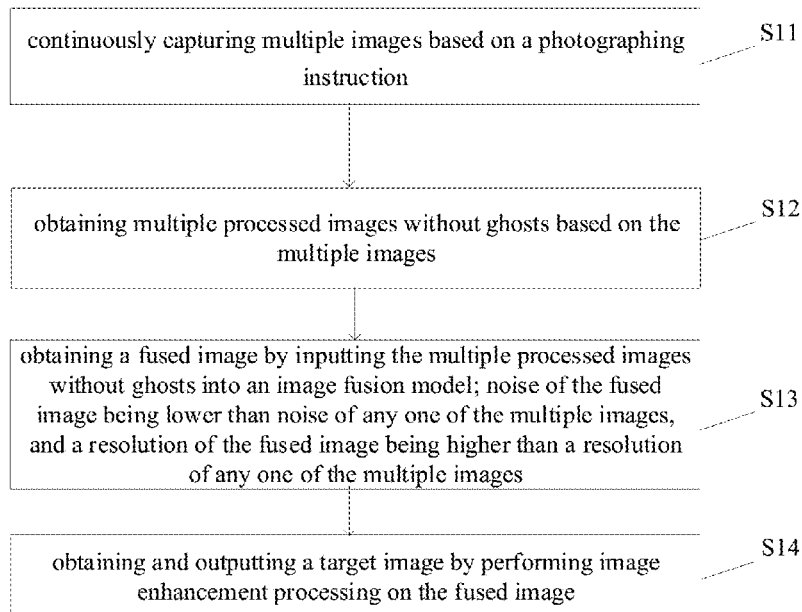 continuously capturing multiple images based on a photographing
instruction
S11
obtaining multiple processed images without ghosts based on the
multiple images
S12
obtaining a fused image by inputting the multiple processed images
without ghosts into an image fusion model; noise of the fused
image being lower than noise of any one of the multiple images,
and a resolution of the fused image being higher than a resolution
of any one of the multiple images
S13
obtaining and outputting a target image by performing image
enhancement processing on the fused image
S14